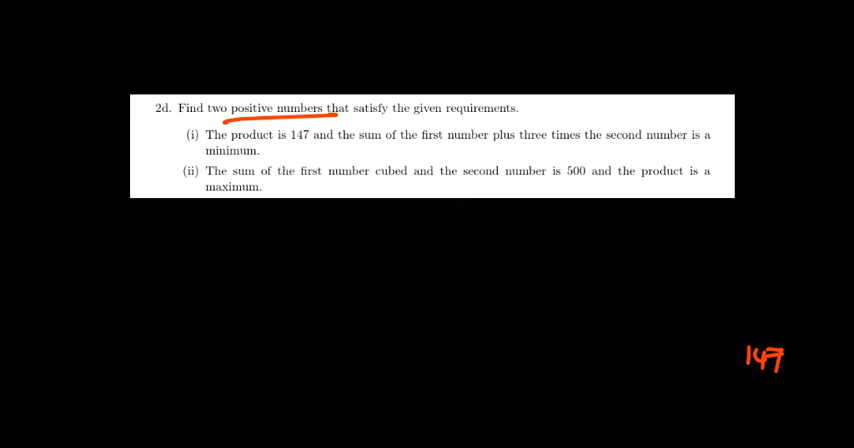 2d. Find two positive numbers that satisfy the given requirements.
(i) The product is 147 and the sum of the first number plus three times the second number is a
minimum.
(ii) The sum of the first number cubed and the second number is 500 and the product is a
maximum.
147